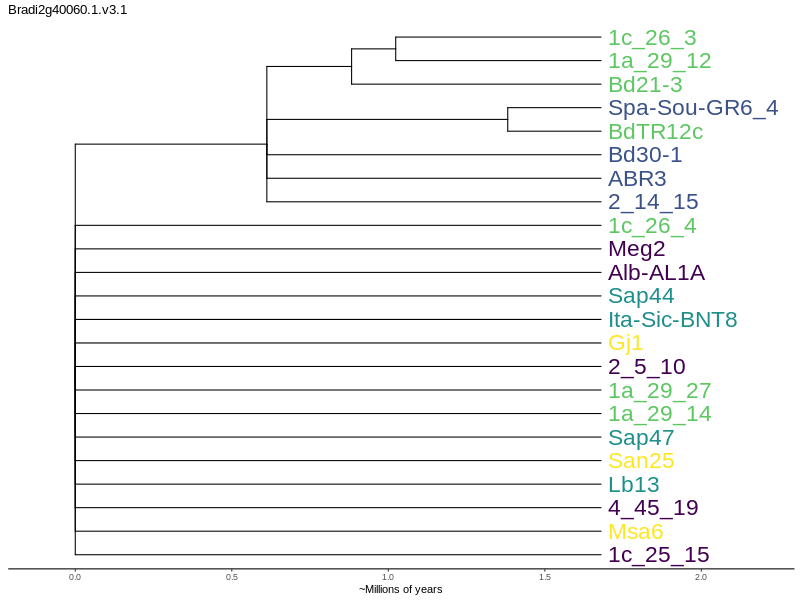 Bradi2g40060.1.v3.1
1c_26_3
1a_29_12
Bd21-3
Spa-Sou-GR6_4
BdTR12c
Bd30-1
ABR3
2_14_15
1c_26_4
Meg2
Alb-AL1A
Sap44
Ita-Sic-BNT8
Gj1
2_5_10
1a_29_27
1a_29_14
Sap47
San25
Lb13
4_45_19
Msa6
1c_25_15
0.0 0.5 1.0 1.5 2.0
~Millions of years